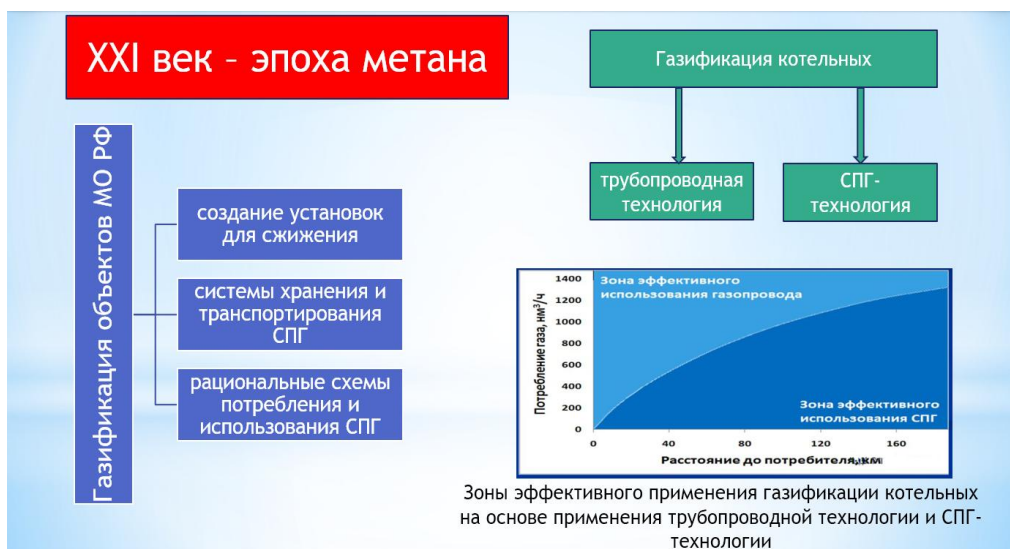 XXI век – эпоха метана
Газификация объектов МО РФ
создание установок
для сжижения
системы хранения и
транспортирования
СПГ
рациональные схемы
потребления и
использования СПГ
Газификация котельных
трубопроводная
технология
СПГ-
технология
Потребление газа, нм³/ч
1400
1200
1000
800
600
400
200
0
Зона эффективного
использования газопровода
Зона эффективного
использования СПГ
0 40 80 120 160
Расстояние до потребителя, км
Зоны эффективного применения газификации котельных
на основе применения трубопроводной технологии и СПГ-
технологии